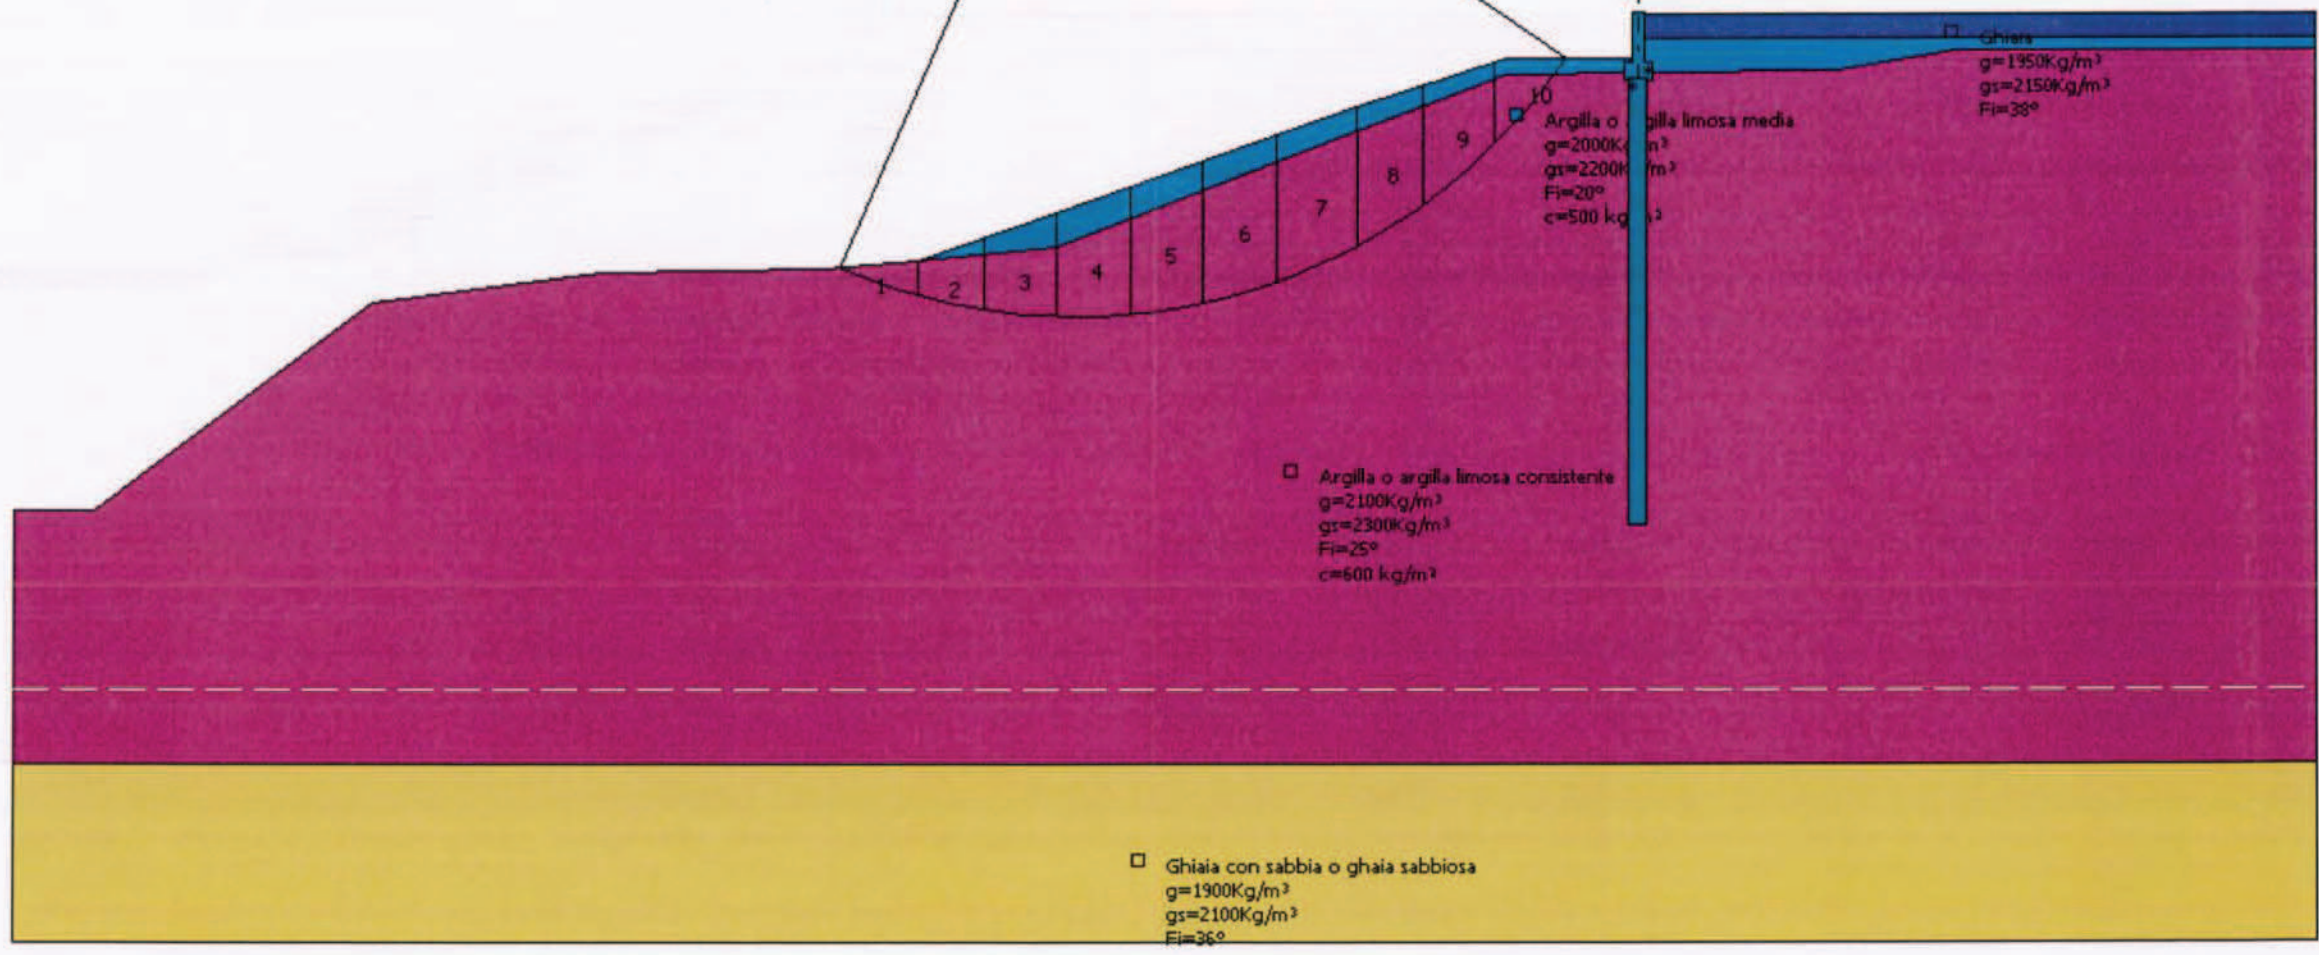 Ghiaia
g=1950Kg/m³
gs=2150Kg/m³
Fi=38°
10
Argilla o gilla limosa media
g=2000K n³
gs=2200K /m³
Fi=20°
c=500 kg ²
9
8
7
6
5
4
3
2
1
Argilla o argilla limosa consistente
g=2100Kg/m³
gs=2300Kg/m³
Fi=25°
c=600 kg/m²
Ghiaia con sabbia o ghaia sabbiosa
g=1900Kg/m³
gs=2100Kg/m³
Fi=36°